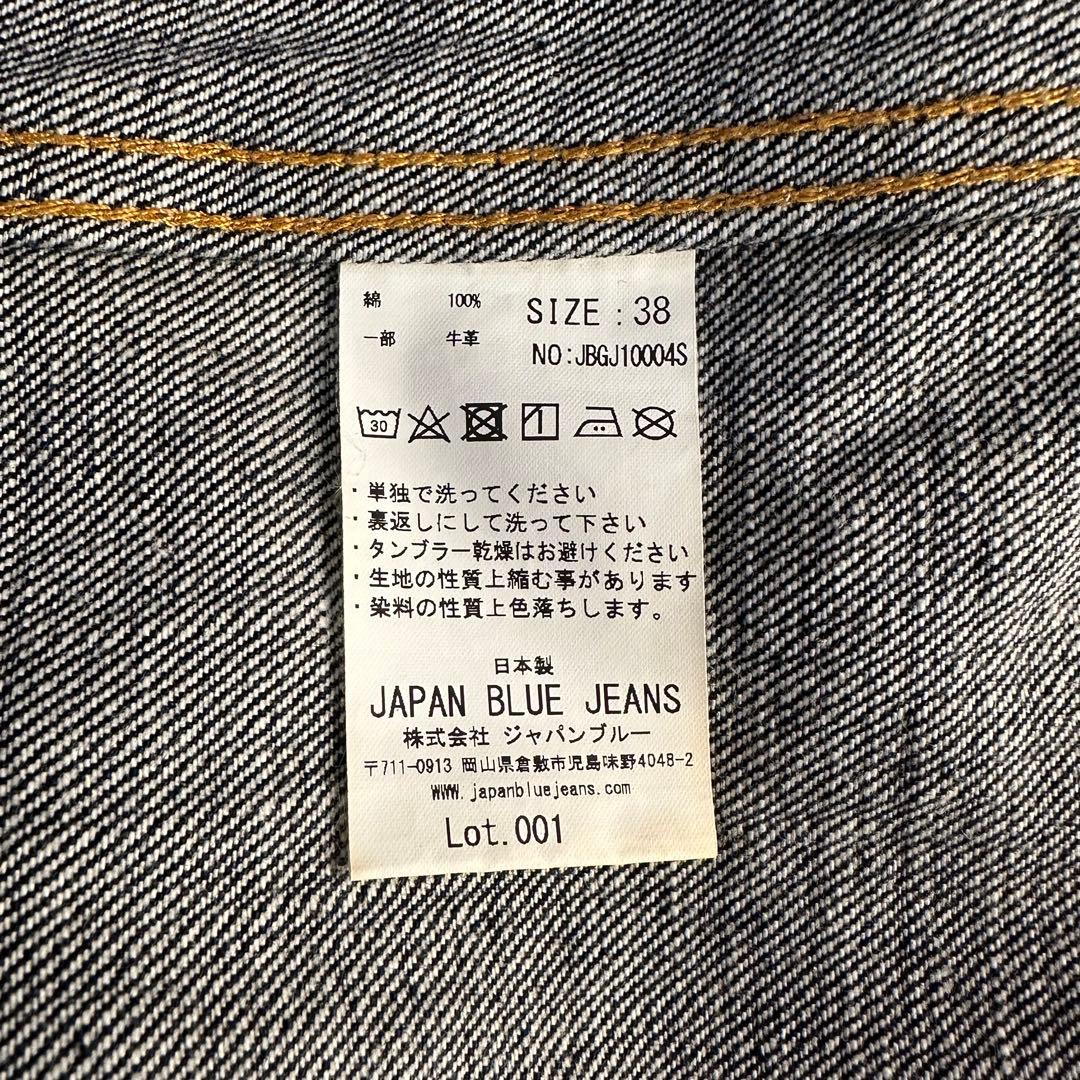 綿 100% SIZE : 38
一部 牛革 NO:JBGJ10004S
30
・単独で洗ってください
・裏返しにして洗って下さい
・タンブラー乾燥はお避けください
・生地の性質上縮む事があります
・染料の性質上色落ちします。
日本製
JAPAN BLUE JEANS
株式会社 ジャパンブルー
〒711-0913 岡山県倉敷市児島味野4048-2
WWW.japanbluejeans.com
Lot.001